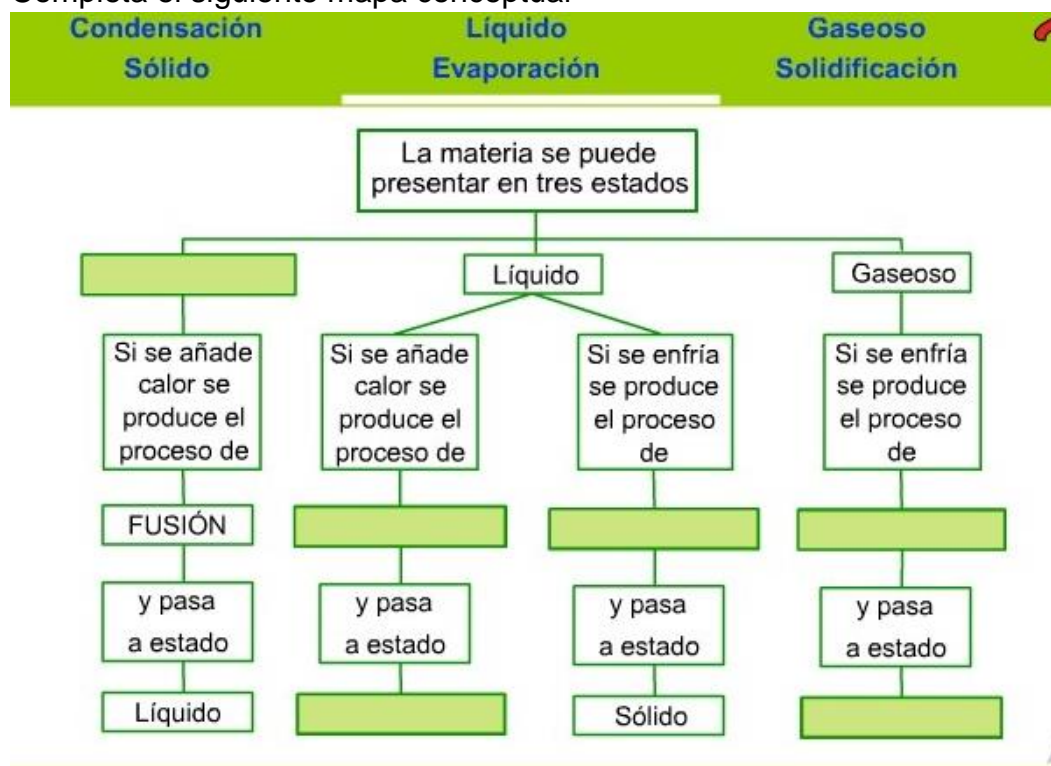 Completa el siguiente mapa conceptual
Condensación Líquido Gaseoso
Sólido Evaporación Solidificación
La materia se puede
presentar en tres estados
Líquido
Gaseoso
Si se añade
calor se
produce el
proceso de
Si se añade
calor se
produce el
proceso de
Si se enfría
se produce
el proceso
de
Si se enfría
se produce
el proceso
de
FUSIÓN
y pasa
a estado
y pasa
a estado
y pasa
a estado
y pasa
a estado
Líquido
Sólido